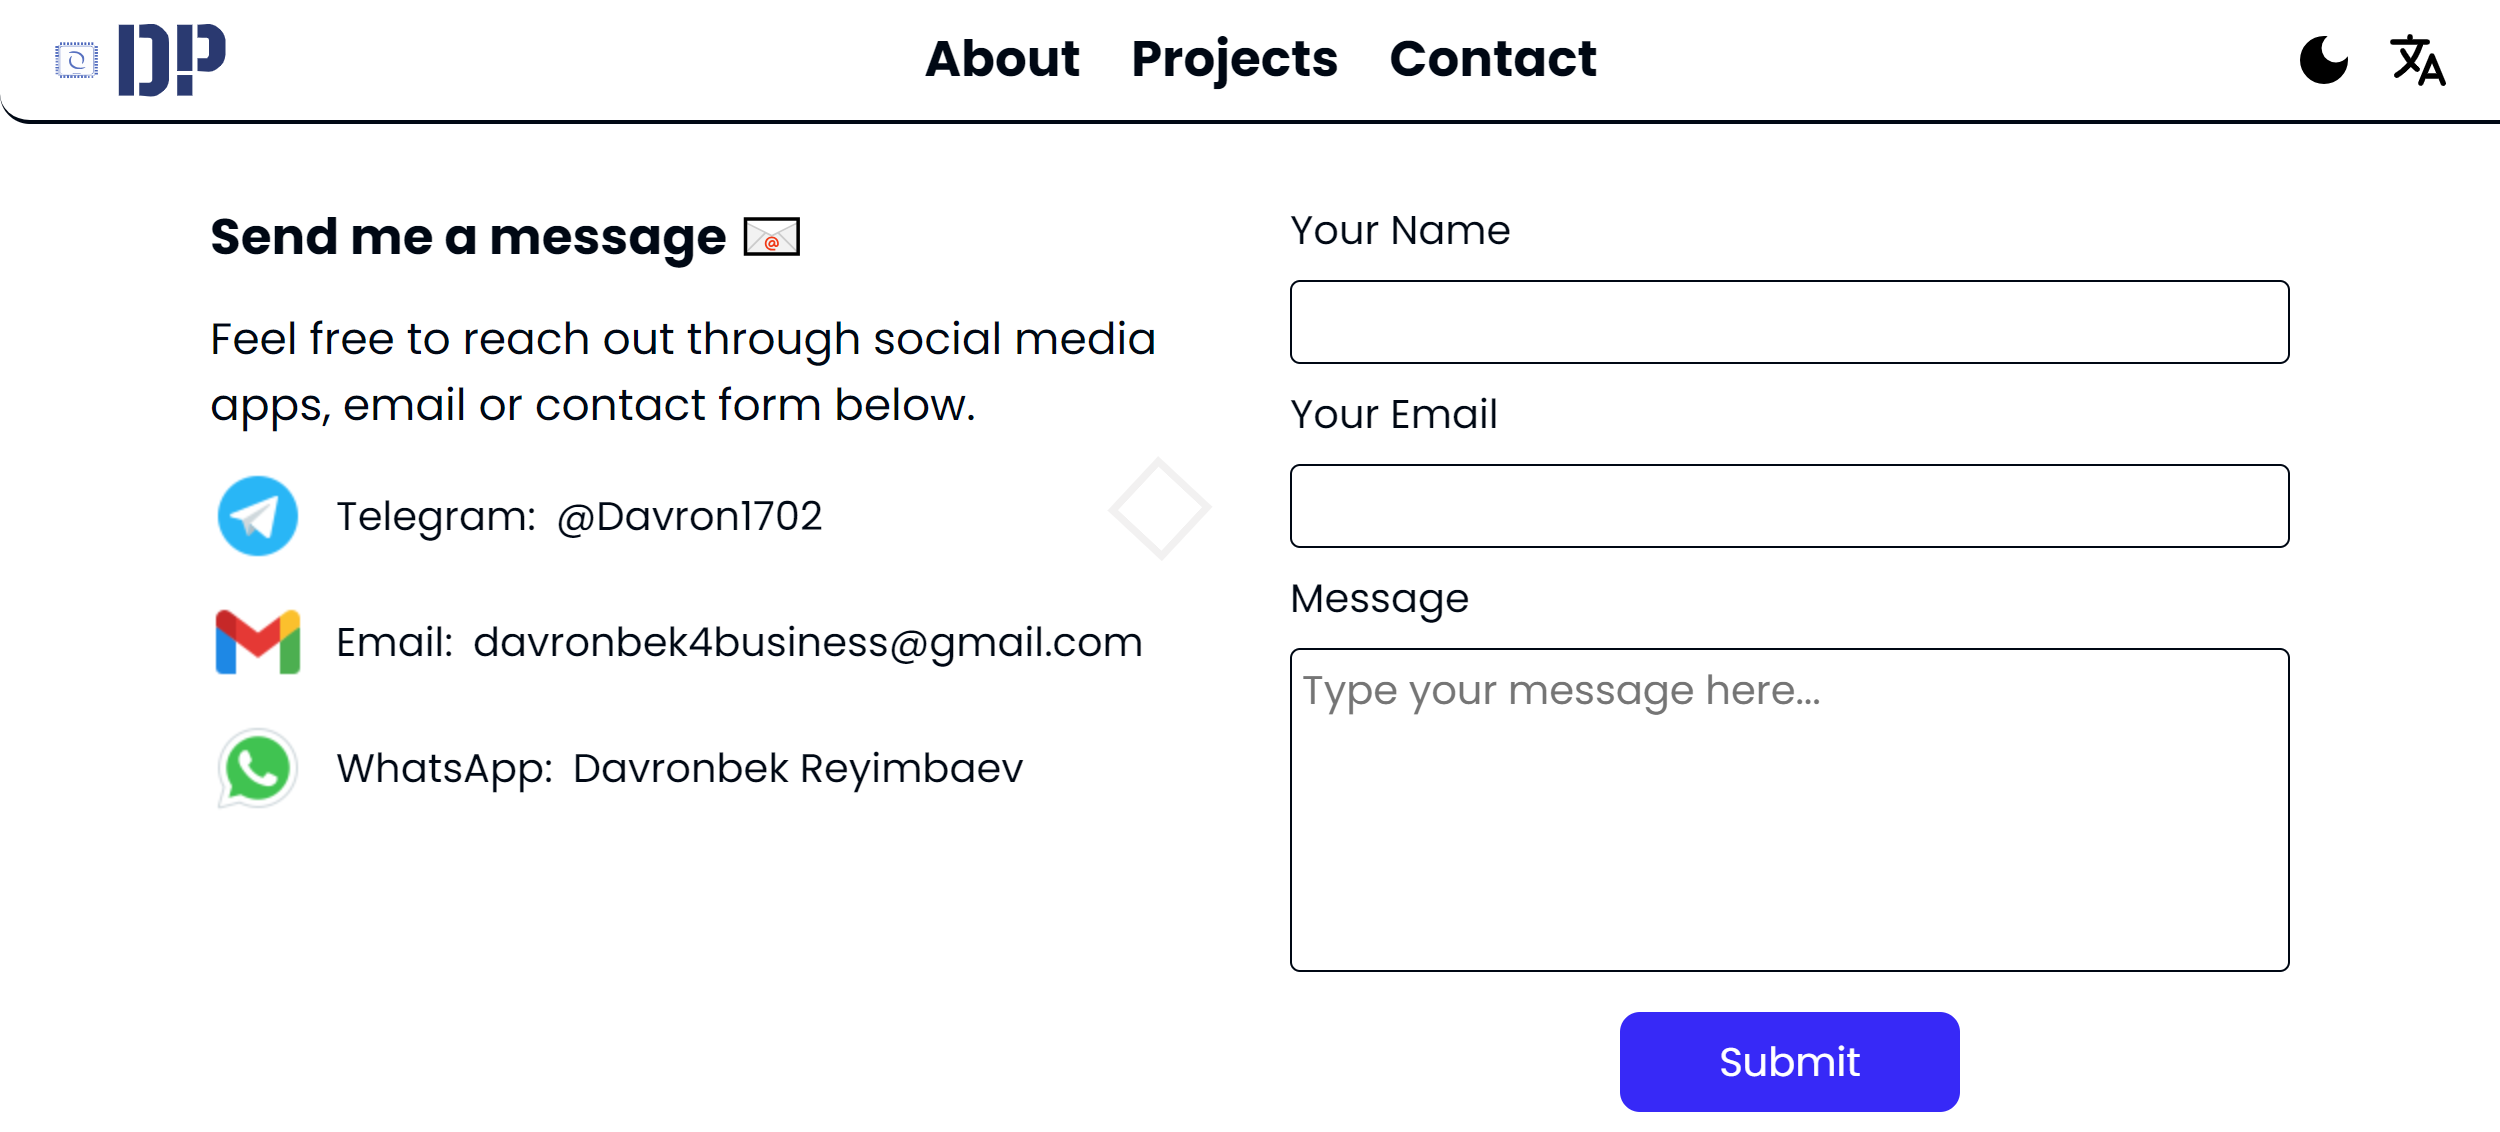 DP
About Projects Contact
Send me a message
Feel free to reach out through social media
apps, email or contact form below.
Telegram: @Davron1702
Email: davronbek4business@gmail.com
WhatsApp: Davronbek Reyimbaev
Your Name
Your Email
Message
Type your message here...
Submit